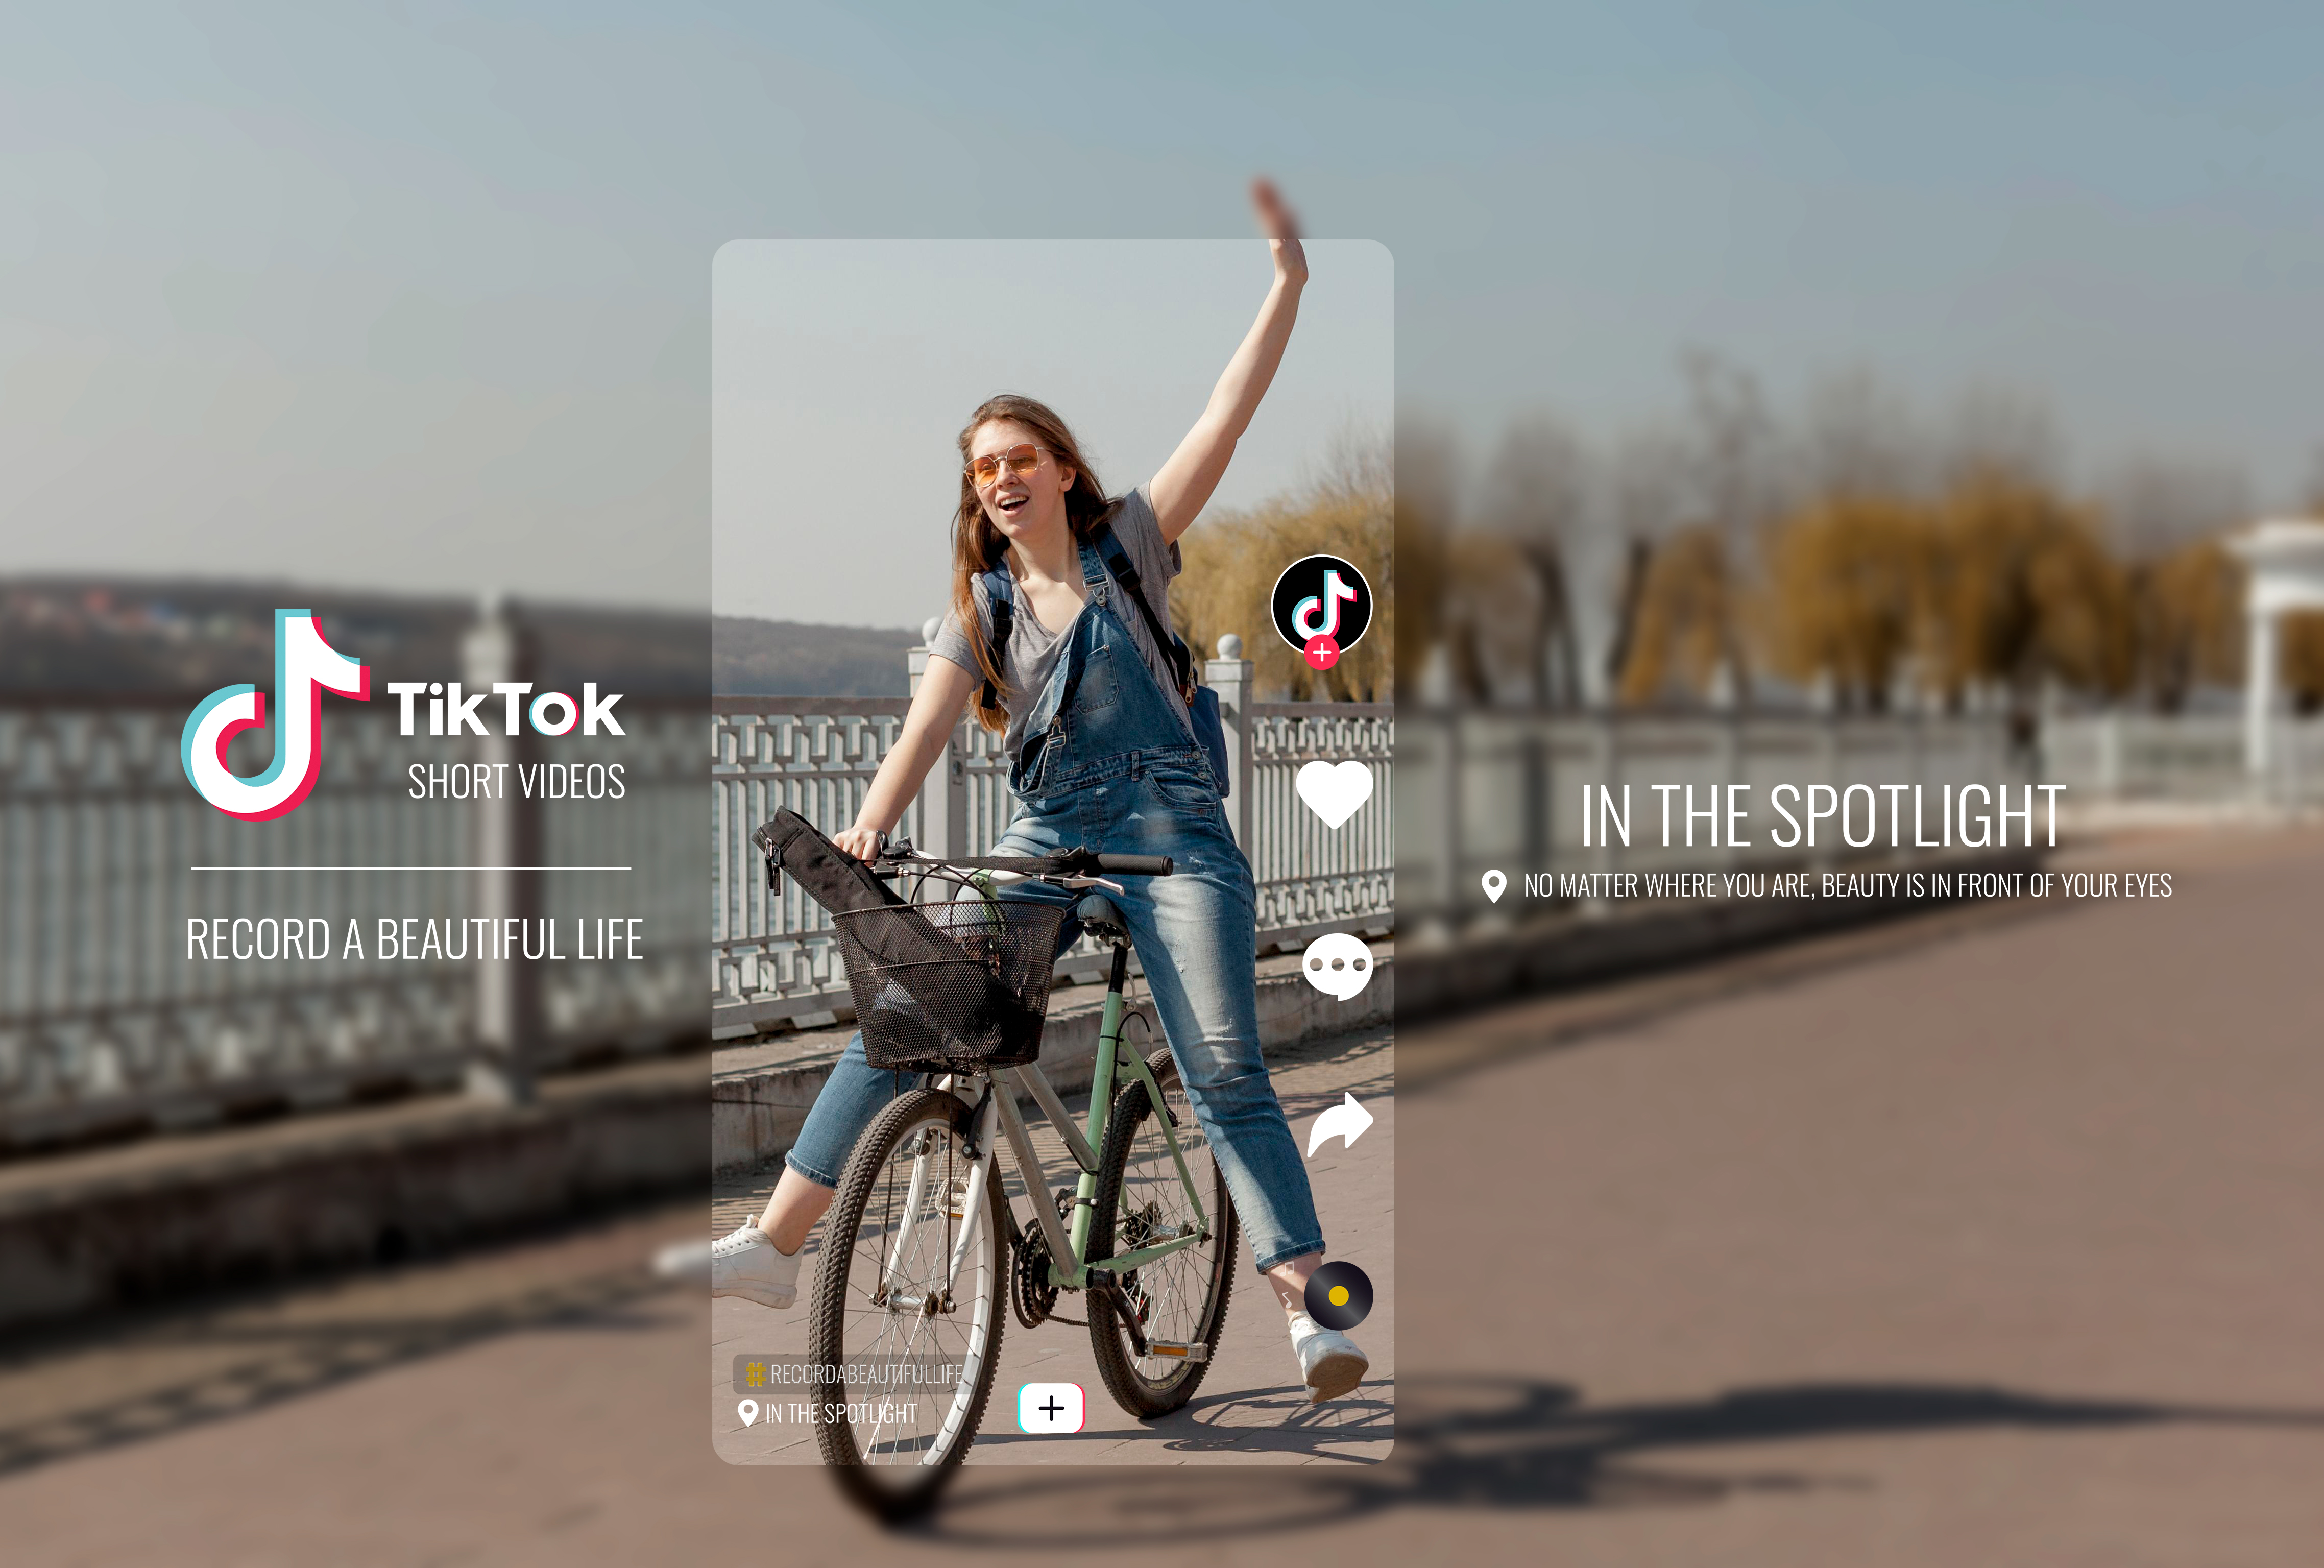 TikTok
SHORT VIDEOS
RECORD A BEAUTIFUL LIFE
IN THE SPOTLIGHT
NO MATTER WHERE YOU ARE, BEAUTY IS IN FRONT OF YOUR EYES
#RECORDABEAUTIFULLIFE
IN THE SPOTLIGHT